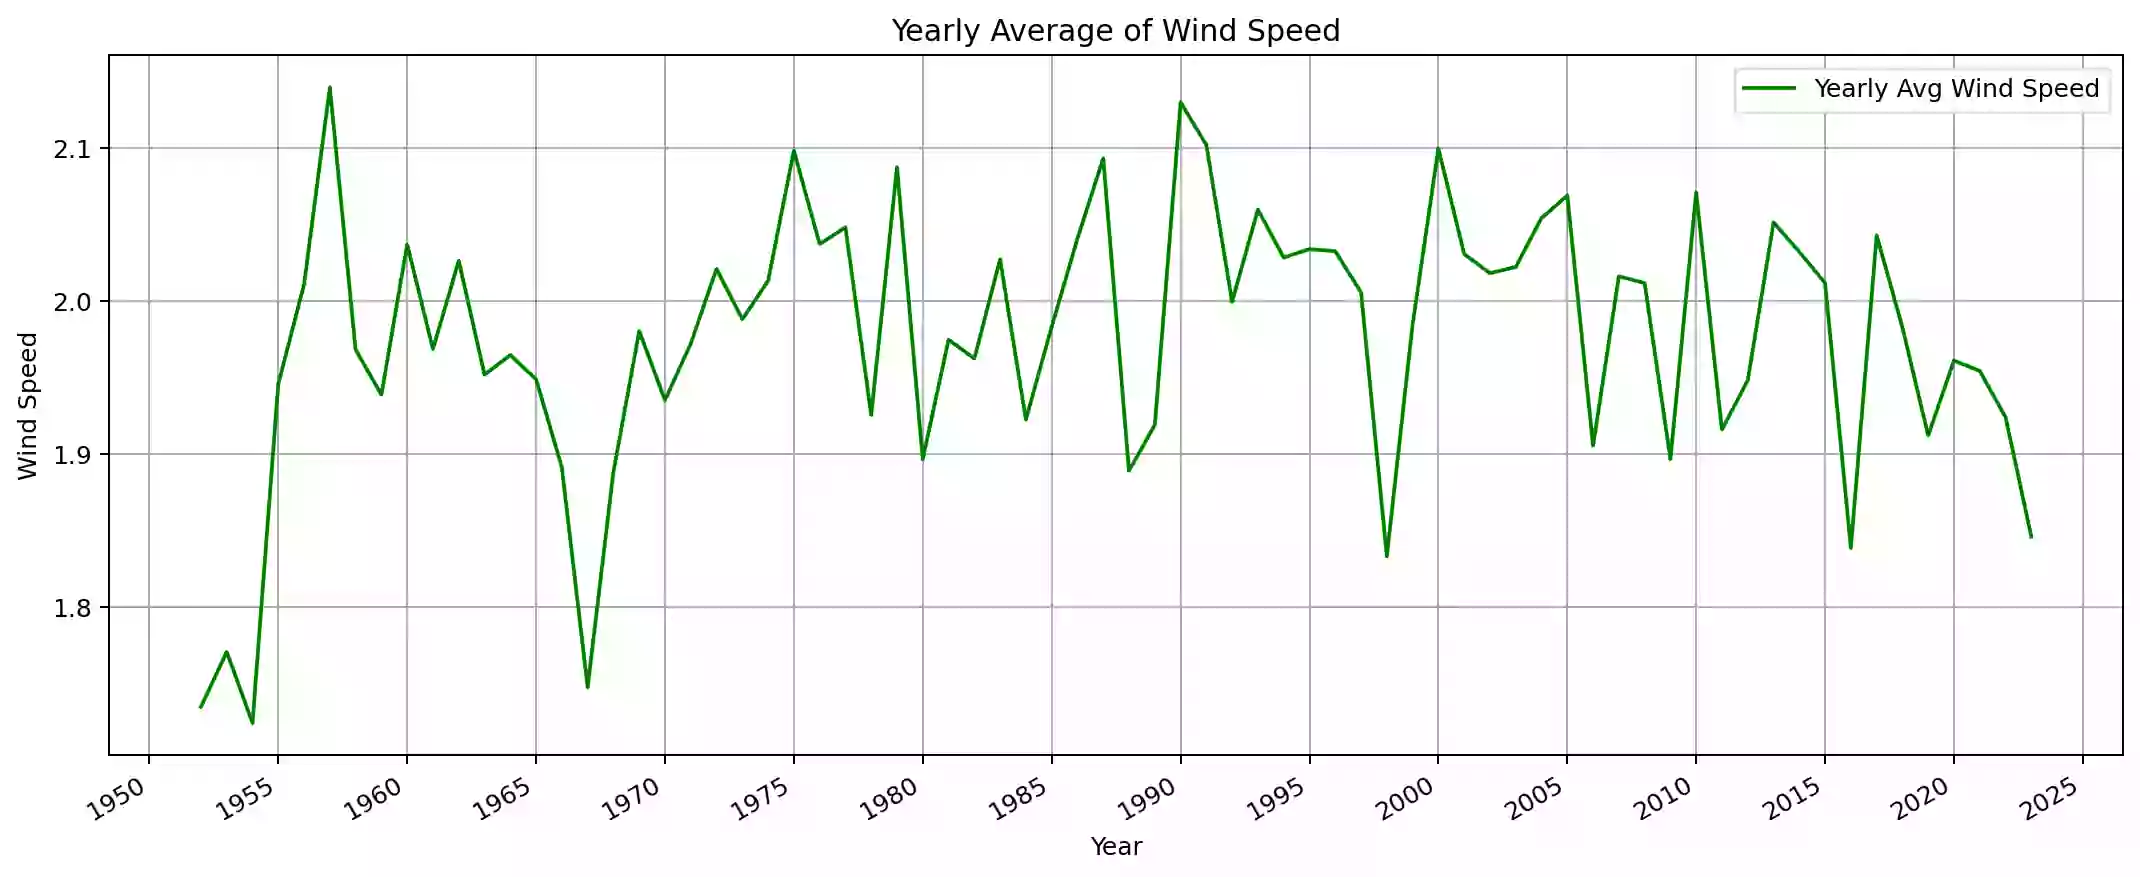 Yearly Average of Wind Speed
Yearly Avg Wind Speed
2.1
2.0
1.9
1.8
Wind Speed
1950 1955 1960 1965 1970 1975 1980 1985 1990 1995 2000 2005 2010 2015 2020 2025
Year